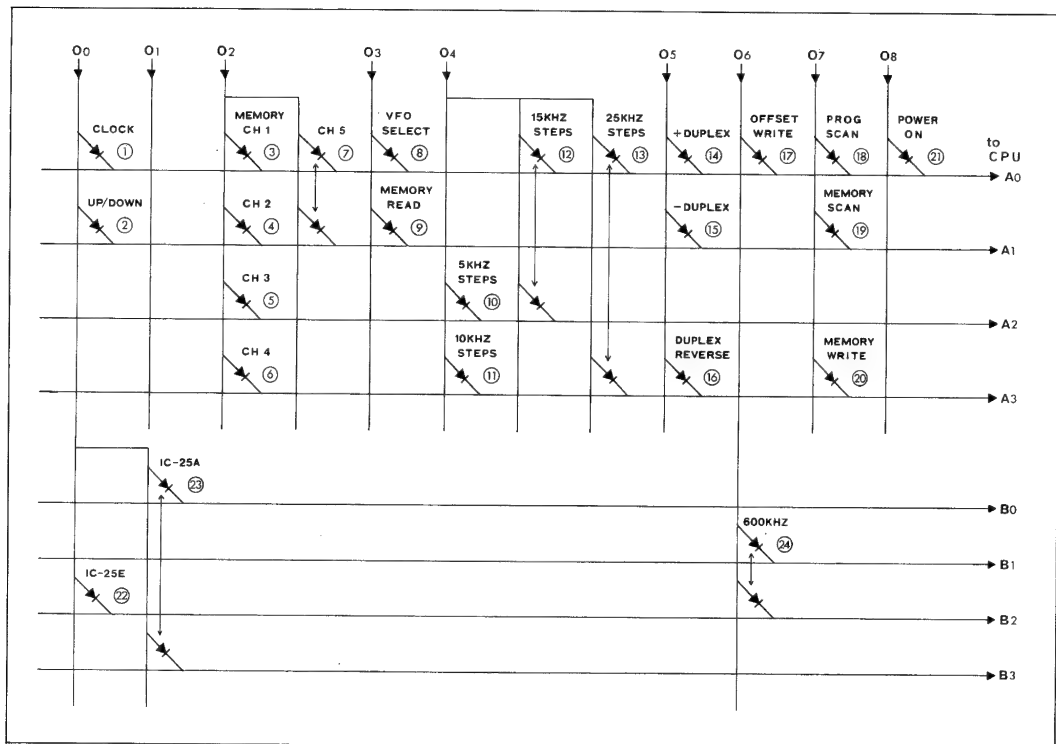 O0 O1 O2 O3 O4 O5 O6 O7 O8
CLOCK
1
MEMORY
CH 1
3
CH 5
7
VFO
SELECT
8
15KHZ
STEPS
12
25KHZ
STEPS
13
+DUPLEX
14
OFFSET
WRITE
17
PROG
SCAN
18
POWER
ON
21
to
CPU
A0
UP/DOWN
2
CH 2
4
MEMORY
READ
9
-DUPLEX
15
MEMORY
SCAN
19
A1
CH 3
5
5KHZ
STEPS
10
A2
CH 4
6
10KHZ
STEPS
11
DUPLEX
REVERSE
16
MEMORY
WRITE
20
A3
IC-25A
23
B0
600KHZ
24
B1
IC-25E
22
B2
B3